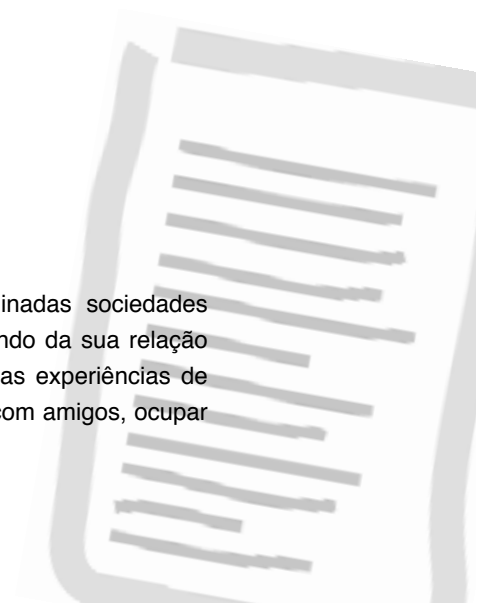 inadas sociedades
ndo da sua relação
as experiências de
com amigos, ocupar